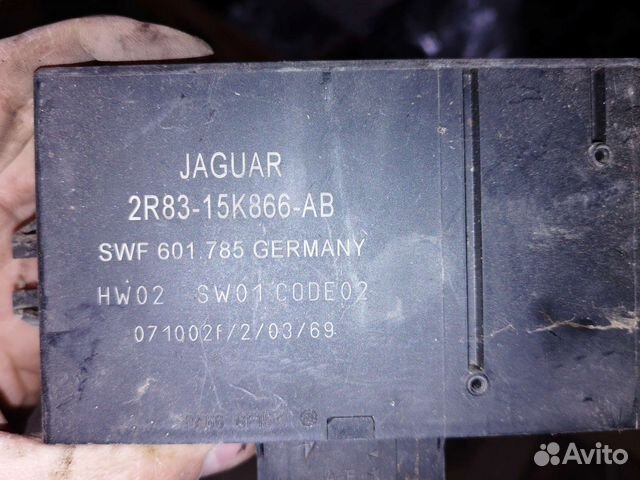 JAGUAR
2R83-15K866-AB
SWF 601.785 GERMANY
HW02 SW01 CODE02
071002F/2/03/69
Avito